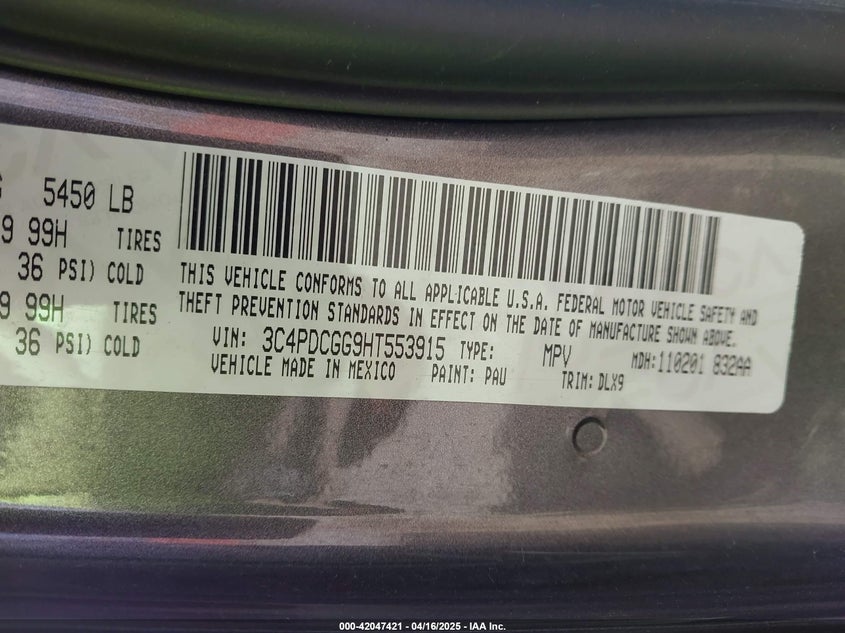 5450 LB
9 99H TIRES
36 PSI) COLD
9 99H TIRES
36 PSI) COLD
THIS VEHICLE CONFORMS TO ALL APPLICABLE U.S.A. FEDERAL MOTOR VEHICLE SAFETY AND
THEFT PREVENTION STANDARDS IN EFFECT ON THE DATE OF MANUFACTURE SHOWN ABOVE.
VIN: 3C4PDCGG9HT553915 TYPE: MPV MDH:110201 832AA
VEHICLE MADE IN MEXICO PAINT: PAU TRIM: DLX9
000-42047421 - 04/16/2025 - IAA Inc.